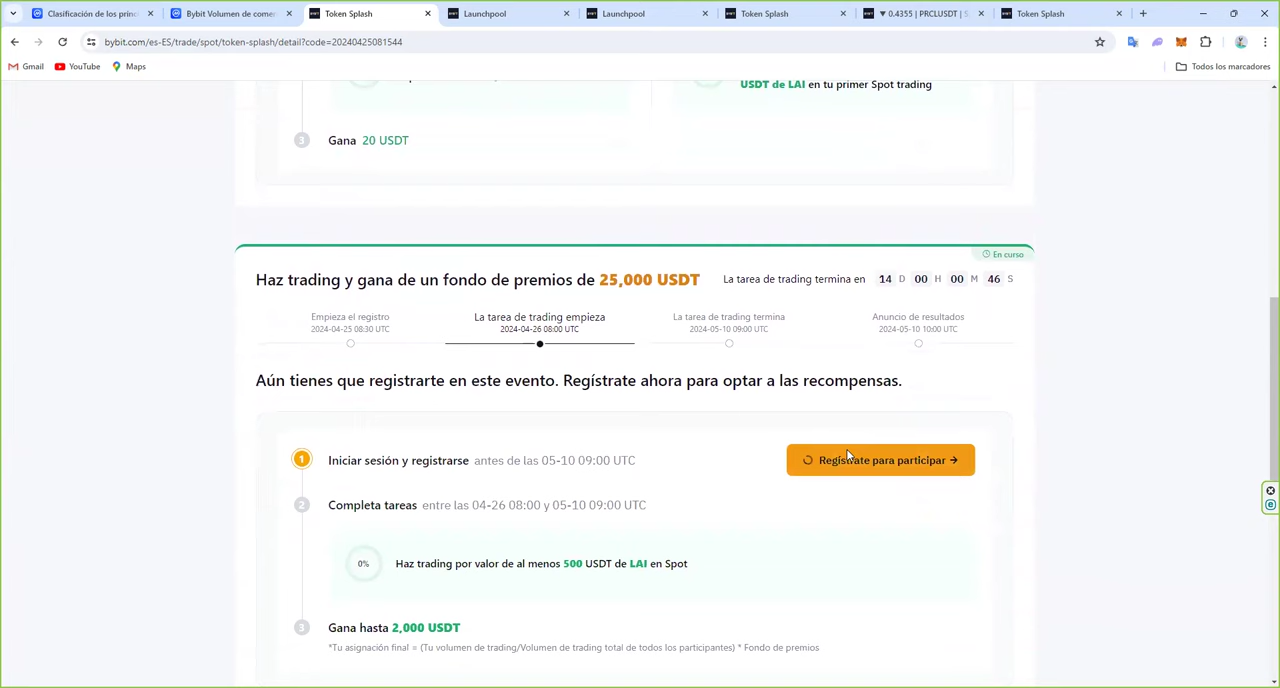 Clasificación de los princ
Bybit Volumen de comer
Token Splash
Launchpool
Launchpool
Token Splash
▼ 0.4355 | PRCLUSDT | S
Token Splash
bybit.com/es-ES/trade/spot/token-splash/detail?code=20240425081544
Gmail
YouTube
Maps
Todos los marcadores
USDT de LAI en tu primer Spot trading
3
Gana 20 USDT
En curso
Haz trading y gana de un fondo de premios de 25,000 USDT
La tarea de trading termina en 14 D 00 H 00 M 46 S
Empieza el registro
2024-04-25 08:30 UTC
La tarea de trading empieza
2024-04-26 08:00 UTC
La tarea de trading termina
2024-05-10 09:00 UTC
Anuncio de resultados
2024-05-10 10:00 UTC
Aún tienes que registrarte en este evento. Regístrate ahora para optar a las recompensas.
1
Iniciar sesión y registrarse antes de las 05-10 09:00 UTC
Regístrate para participar →
2
Completa tareas entre las 04-26 08:00 y 05-10 09:00 UTC
0%
Haz trading por valor de al menos 500 USDT de LAI en Spot
3
Gana hasta 2,000 USDT
*Tu asignación final = (Tu volumen de trading/Volumen de trading total de todos los participantes) * Fondo de premios